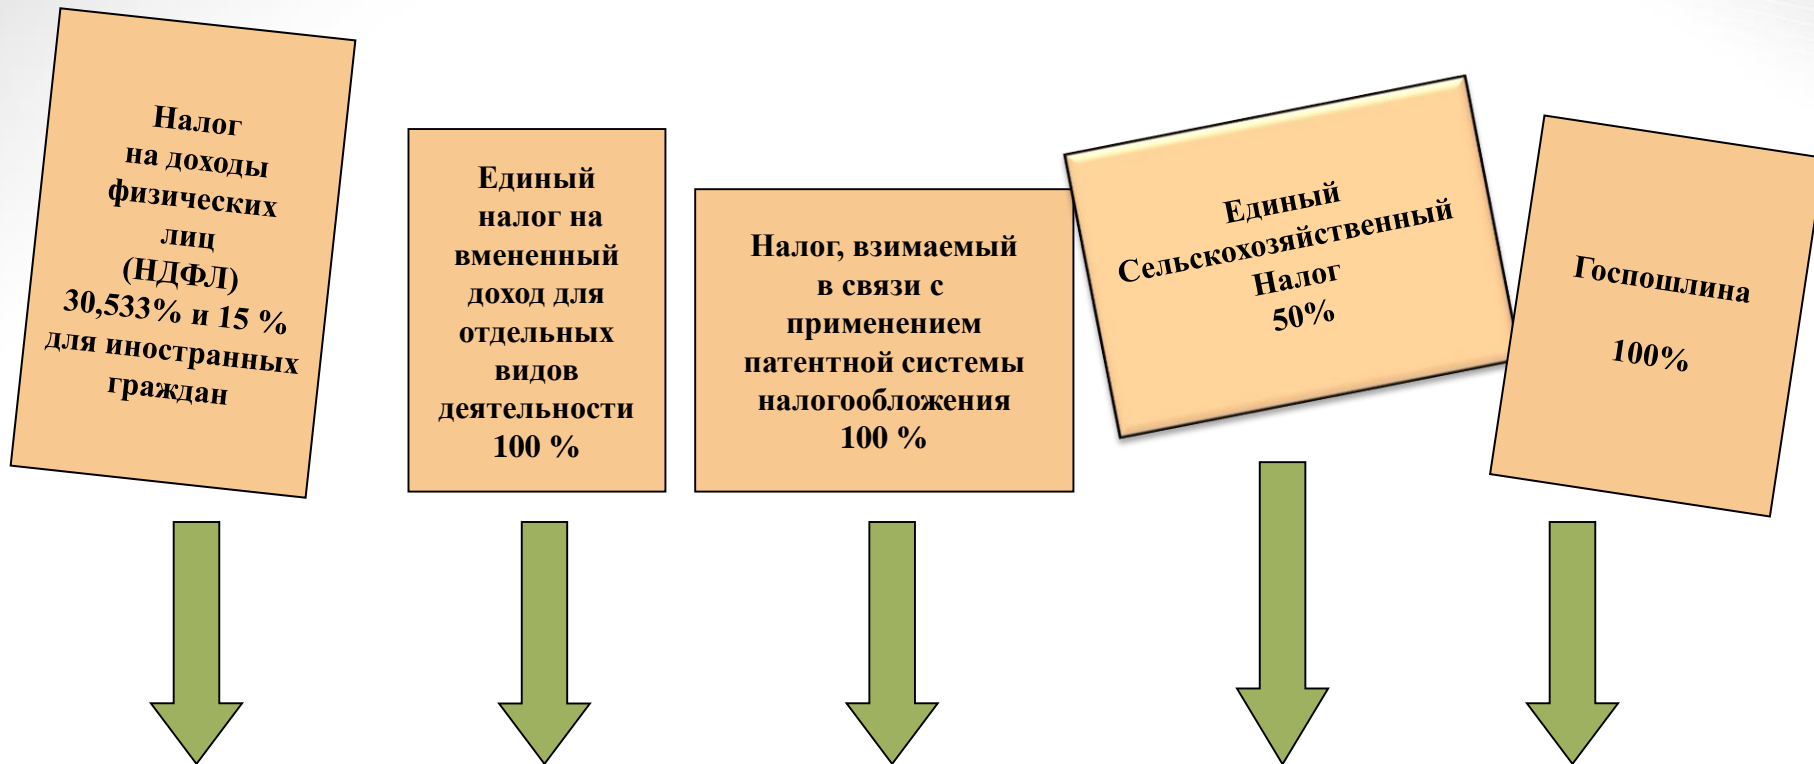 Налог
на доходы
физических
лиц
(НДФЛ)
30,533% и 15 %
для иностранных
граждан
Единый
налог на
вмененный
доход для
отдельных
видов
деятельности
100 %
Налог, взимаемый
в связи с
применением
патентной системы
налогообложения
100 %
Единый
Сельскохозяйственный
Налог
50%
Госпошлина
100%